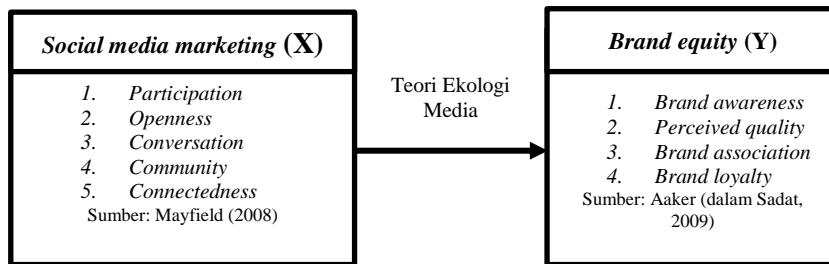 Social media marketing (X)
1. Participation
2. Openness
3. Conversation
4. Community
5. Connectedness
Sumber: Mayfield (2008)
Teori Ekologi
Media
Brand equity (Y)
1. Brand awareness
2. Perceived quality
3. Brand association
4. Brand loyalty
Sumber: Aaker (dalam Sadat,
2009)